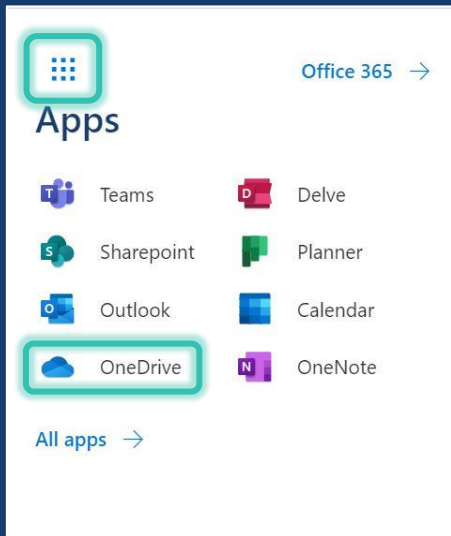 Office 365 →
Apps
Teams
Delve
Sharepoint
Planner
Outlook
Calendar
OneDrive
OneNote
All apps →